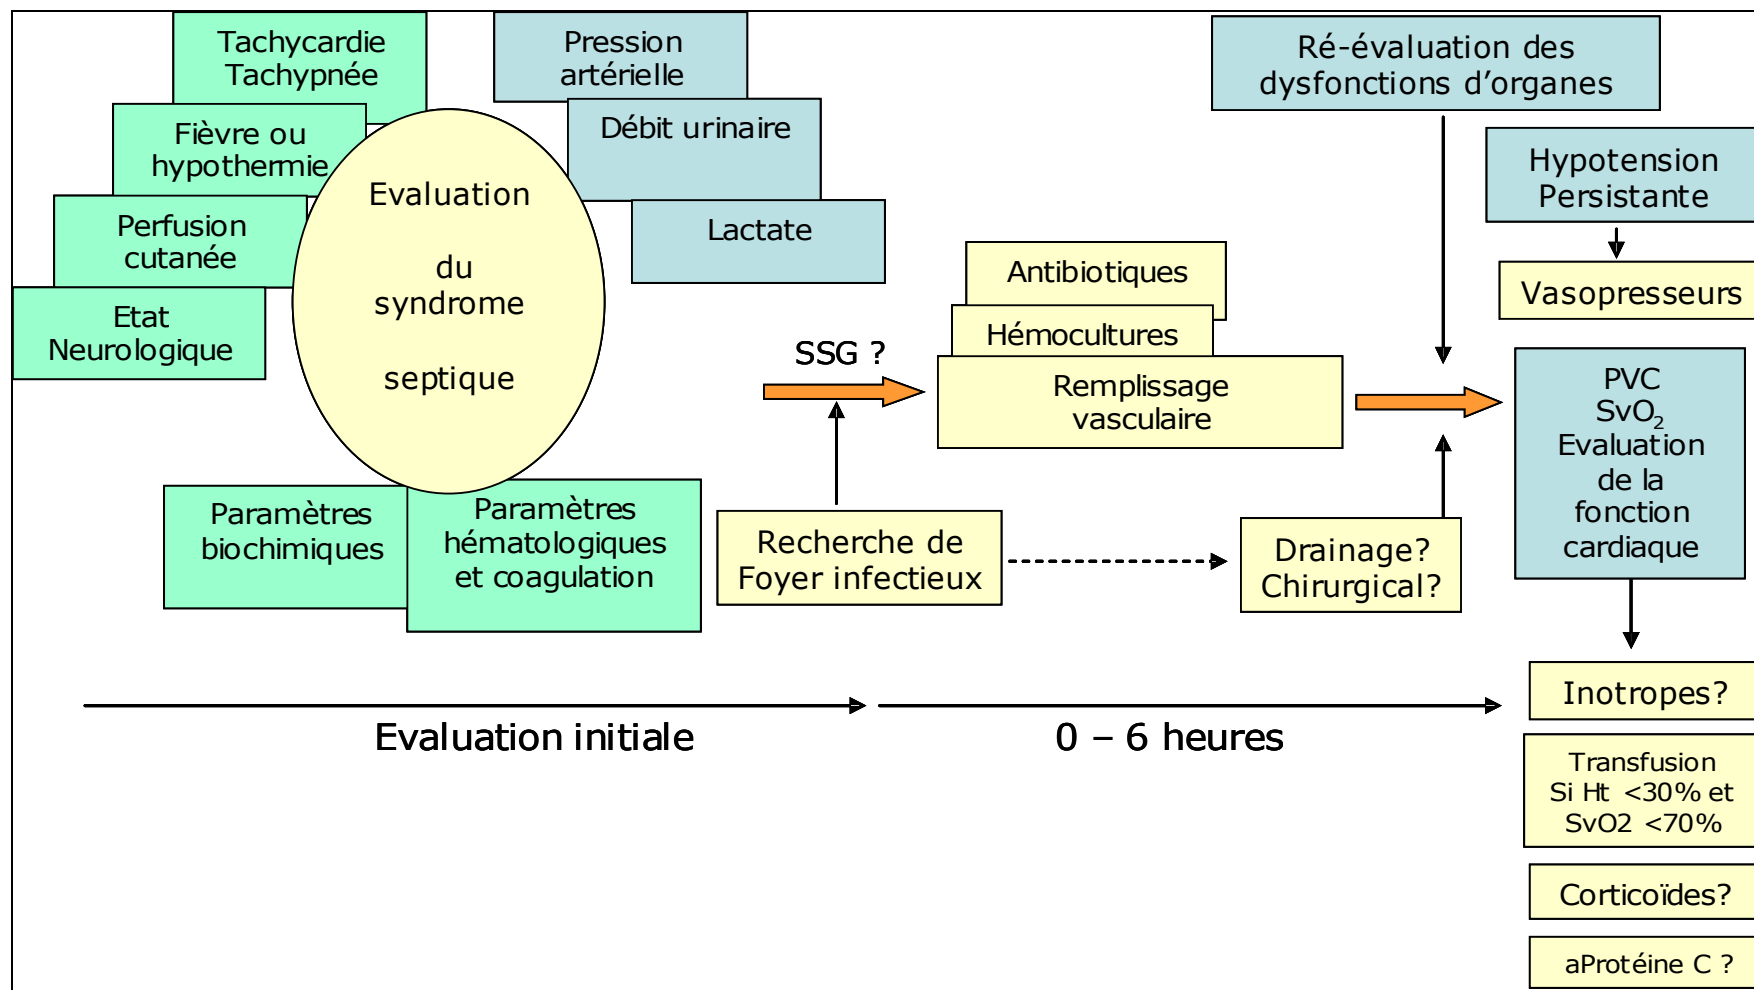 Tachycardie
Tachypnée
Fièvre ou
hypothermie
Perfusion
cutanée
Etat
Neurologique
Evaluation
du
syndrome
septique
Pression
artérielle
Débit urinaire
Lactate
Paramètres
biochimiques
Paramètres
hématologiques
et coagulation
SSG ?
Recherche de
Foyer infectieux
Antibiotiques
Hémocultures
Remplissage
vasculaire
Drainage?
Chirurgical?
Ré-évaluation des
dysfonctions d’organes
Hypotension
Persistante
Vasopresseurs
PVC
SvO₂
Evaluation
de la
fonction
cardiaque
Inotropes?
Transfusion
Si Ht <30% et
SvO2 <70%
Corticoïdes?
aProtéine C ?
Evaluation initiale
0 – 6 heures